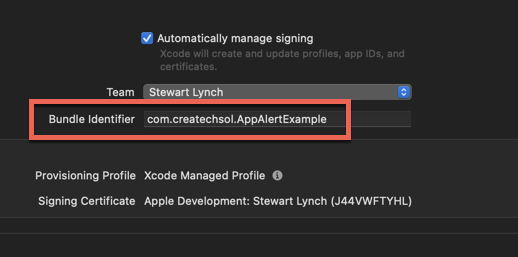 Automatically manage signing
Xcode will create and update profiles, app IDs, and
certificates.
Team Stewart Lynch
Bundle Identifier com.createchsol.AppAlertExample
Provisioning Profile Xcode Managed Profile
Signing Certificate Apple Development: Stewart Lynch (J44VWFTYHL)